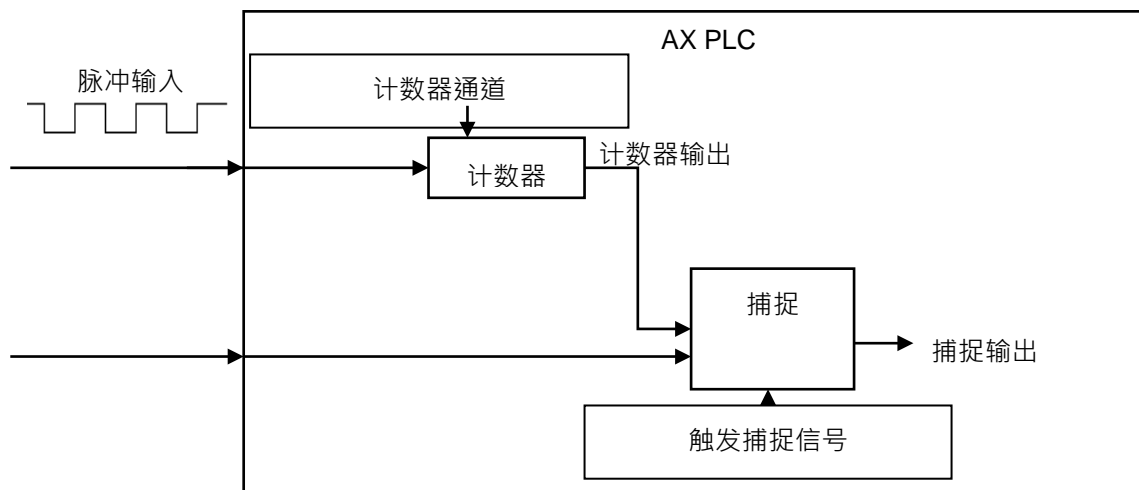 AX PLC
脉冲输入
计数器通道
计数器
计数器输出
捕捉
捕捉输出
触发捕捉信号